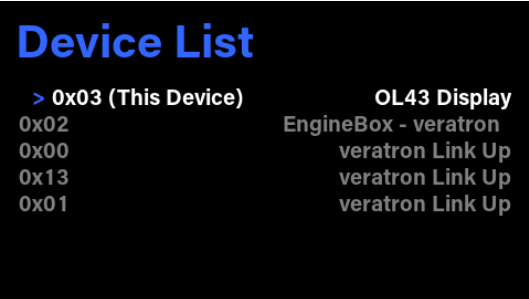 Device List
> 0x03 (This Device) OL43 Display
0x02 EngineBox - veratron
0x00 veratron Link Up
0x13 veratron Link Up
0x01 veratron Link Up